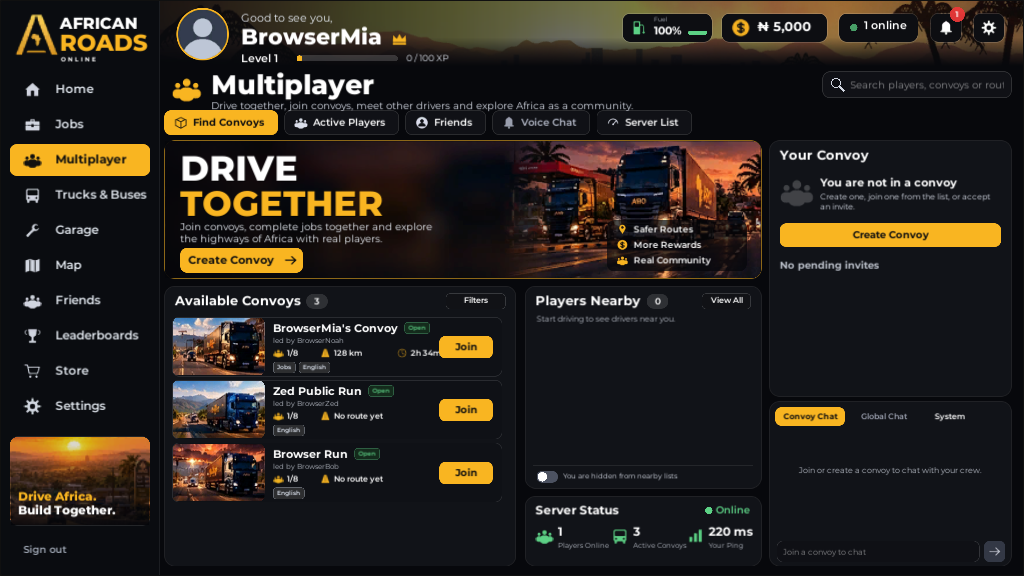 AFRICAN
ROADS
ONLINE
Home
Jobs
Multiplayer
Trucks & Buses
Garage
Map
Friends
Leaderboards
Store
Settings
Drive Africa.
Build Together.
Sign out
Good to see you,
BrowserMia
Level 1
0 / 100 XP
Fuel
100%
₦ 5,000
1 online
1
Multiplayer
Drive together, join convoys, meet other drivers and explore Africa as a community.
Search players, convoys or rout
Find Convoys
Active Players
Friends
Voice Chat
Server List
DRIVE
TOGETHER
Join convoys, complete jobs together and explore
the highways of Africa with real players.
Create Convoy
Safer Routes
More Rewards
Real Community
Available Convoys 3
Filters
BrowserMia's Convoy Open
led by BrowserNoah
1/8 128 km 2h 34m
Jobs English
Join
Zed Public Run Open
led by BrowserZed
1/8 No route yet
English
Join
Browser Run Open
led by BrowserBob
1/8 No route yet
English
Join
Players Nearby 0
View All
Start driving to see drivers near you.
You are hidden from nearby lists
Server Status
Online
1
Players Online
3
Active Convoys
220 ms
Your Ping
Your Convoy
You are not in a convoy
Create one, join one from the list, or accept
an invite.
Create Convoy
No pending invites
Convoy Chat
Global Chat
System
Join or create a convoy to chat with your crew.
Join a convoy to chat